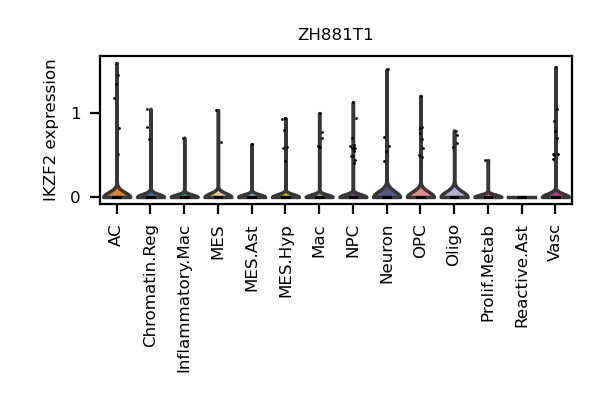 ZH881T1
IKZF2 expression
1
0
AC
Chromatin.Reg
Inflammatory.Mac
MES
MES.Ast
MES.Hyp
Mac
NPC
Neuron
OPC
Oligo
Prolif.Metab
Reactive.Ast
Vasc